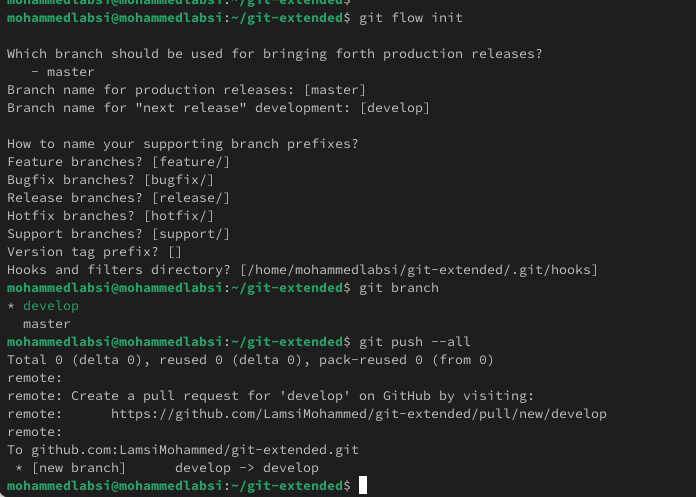 mohammedlabsi@mohammedlabsi:~/git-extended$
mohammedlabsi@mohammedlabsi:~/git-extended$ git flow init
Which branch should be used for bringing forth production releases?
   - master
Branch name for production releases: [master]
Branch name for "next release" development: [develop]
How to name your supporting branch prefixes?
Feature branches? [feature/]
Bugfix branches? [bugfix/]
Release branches? [release/]
Hotfix branches? [hotfix/]
Support branches? [support/]
Version tag prefix? []
Hooks and filters directory? [/home/mohammedlabsi/git-extended/.git/hooks]
mohammedlabsi@mohammedlabsi:~/git-extended$ git branch
* develop
  master
mohammedlabsi@mohammedlabsi:~/git-extended$ git push --all
Total 0 (delta 0), reused 0 (delta 0), pack-reused 0 (from 0)
remote:
remote: Create a pull request for 'develop' on GitHub by visiting:
remote:      https://github.com/LamsiMohammed/git-extended/pull/new/develop
remote:
To github.com:LamsiMohammed/git-extended.git
 * [new branch]      develop -> develop
mohammedlabsi@mohammedlabsi:~/git-extended$